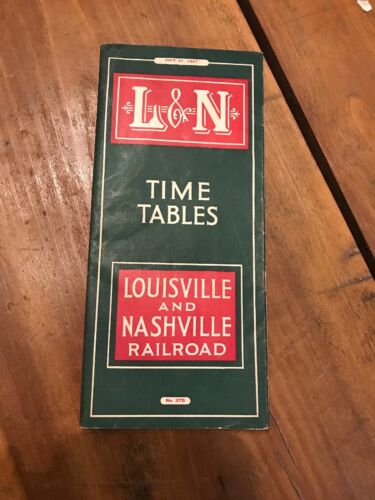 L&N
TIME
TABLES
LOUISVILLE
AND
NASHVILLE
RAILROAD